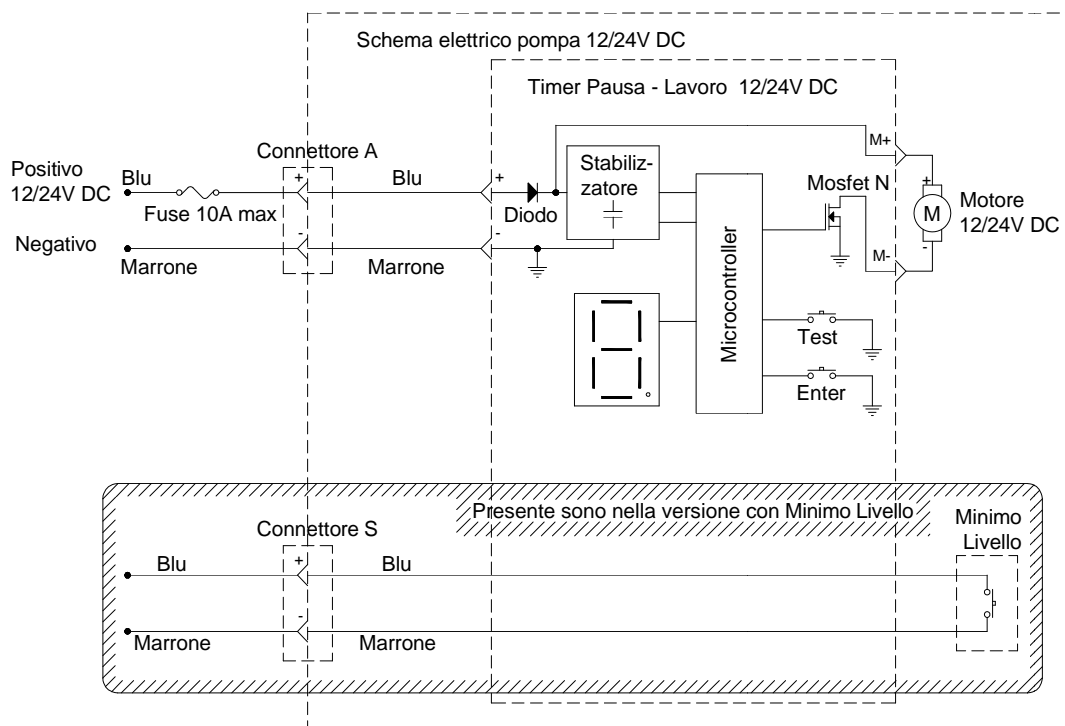 Schema elettrico pompa 12/24V DC
Timer Pausa - Lavoro 12/24V DC
Connettore A
Positivo
12/24V DC
Blu
Fuse 10A max
+
Blu
+
Diodo
Stabiliz-
zatore
M+
Mosfet N
+
M
-
Motore
12/24V DC
Negativo
Marrone
-
Marrone
-
M-
Microcontroller
Test
Enter
Presente sono nella versione con Minimo Livello
Connettore S
Minimo
Livello
Blu
+
Blu
Marrone
-
Marrone